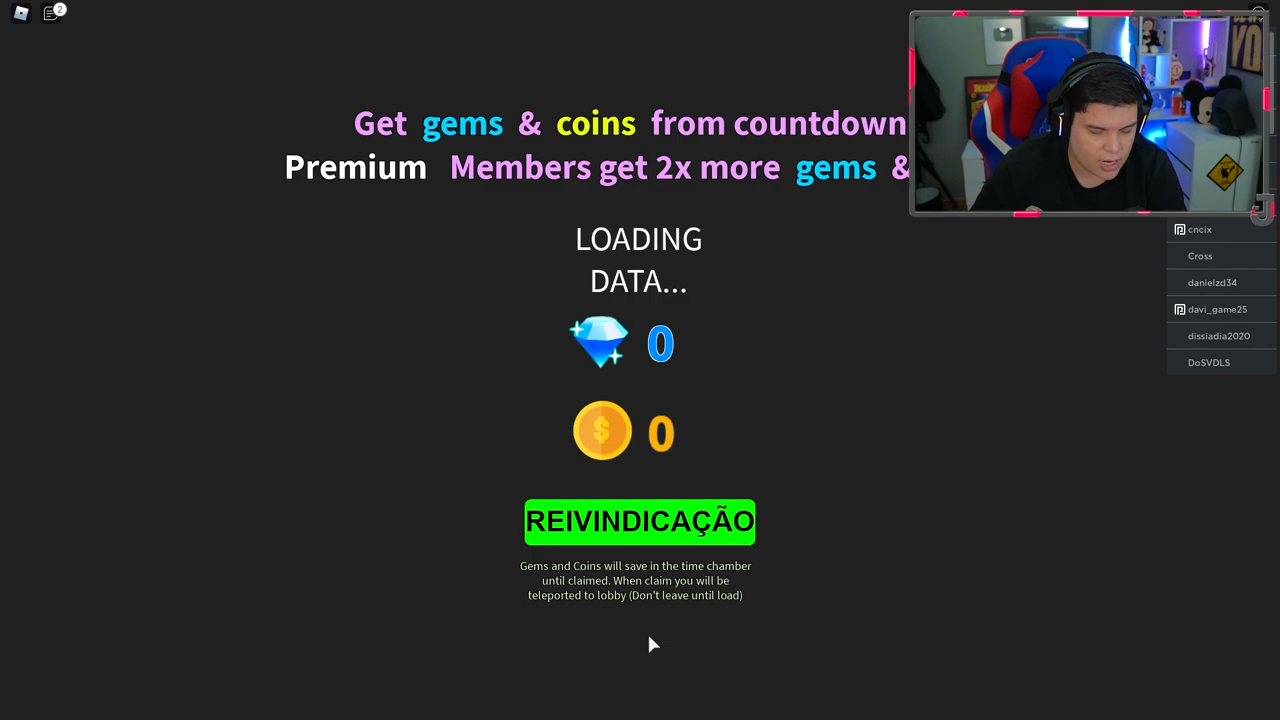 2
Get gems & coins from countdown
Premium Members get 2x more gems &
LOADING
DATA...
0
0
REIVINDICAÇÃO
Gems and Coins will save in the time chamber
until claimed. When claim you will be
teleported to lobby (Don't leave until load)
cncix
Cross
danielzd34
davi_game25
dissiadia2020
DoSVDLS